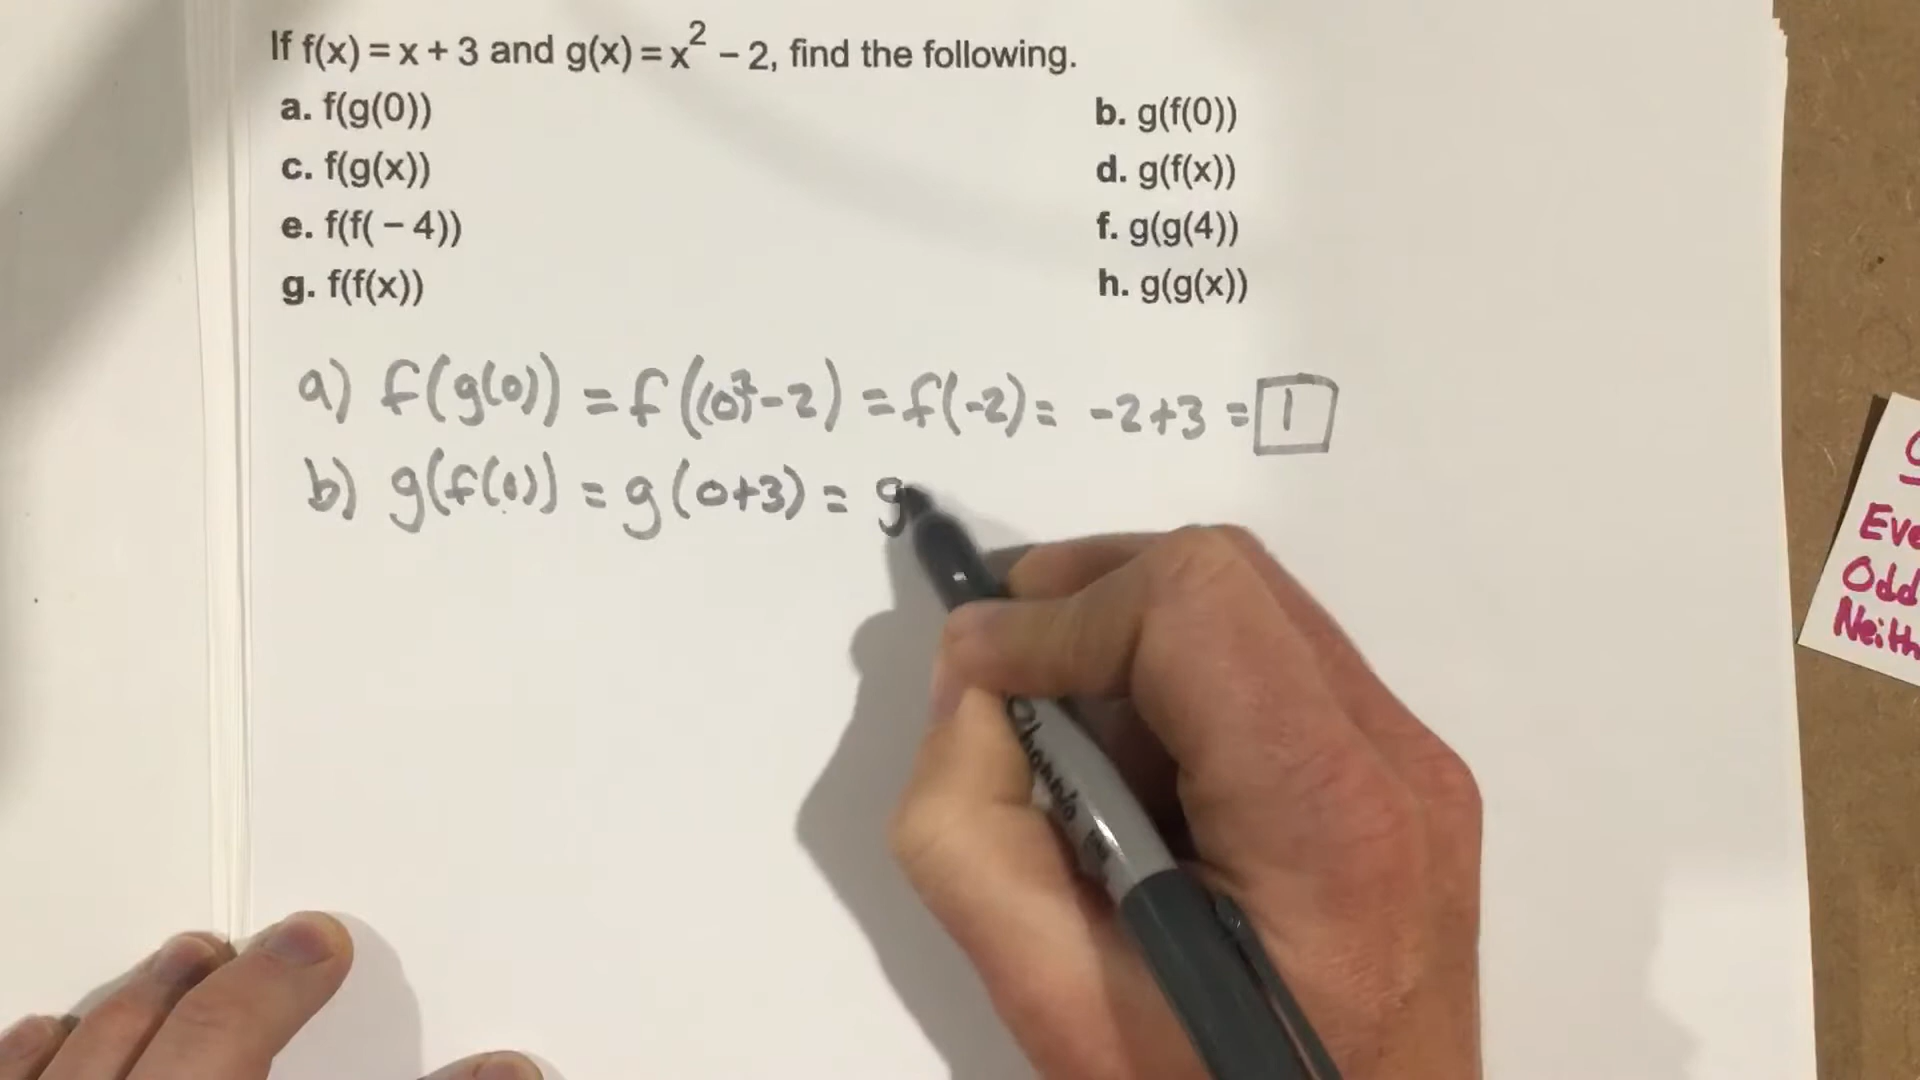 If f(x) = x + 3 and g(x) = x² − 2, find the following.
a. f(g(0)) b. g(f(0))
c. f(g(x)) d. g(f(x))
e. f(f( − 4)) f. g(g(4))
g. f(f(x)) h. g(g(x))
a) f(g(0)) = f((0)²-2) = f(-2) = -2+3 = 1
b) g(f(0)) = g(0+3) = g
Eve
Odd
Neith